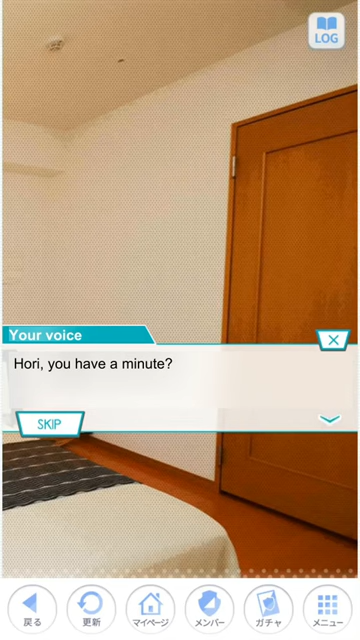 LOG
Your voice
Hori, you have a minute?
SKIP
戻る
更新
マイページ
メンバー
ガチャ
メニュー